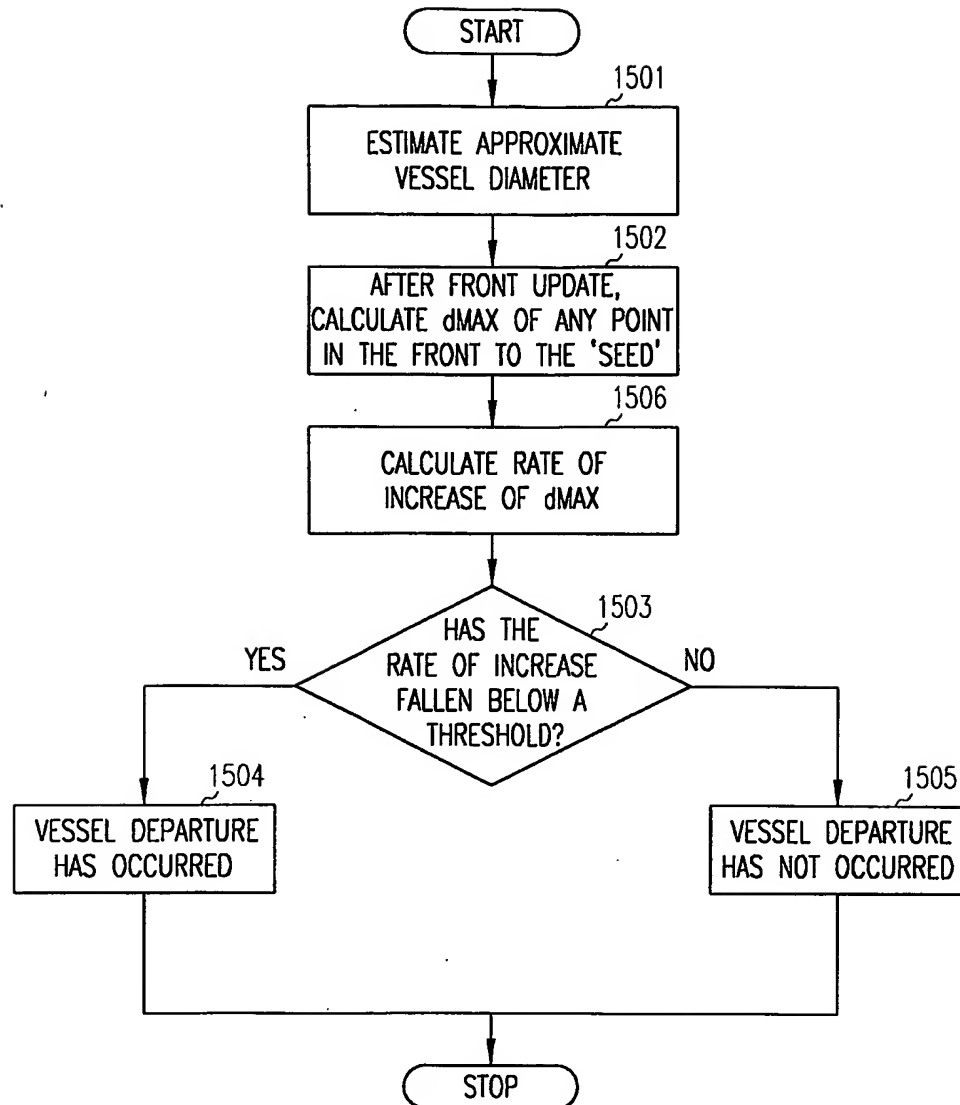 START
1501
ESTIMATE APPROXIMATE
VESSEL DIAMETER
1502
AFTER FRONT UPDATE,
CALCULATE dMAX OF ANY POINT
IN THE FRONT TO THE 'SEED'
1506
CALCULATE RATE OF
INCREASE OF dMAX
1503
HAS THE
RATE OF INCREASE
FALLEN BELOW A
THRESHOLD?
YES
NO
1504
VESSEL DEPARTURE
HAS OCCURRED
1505
VESSEL DEPARTURE
HAS NOT OCCURRED
STOP